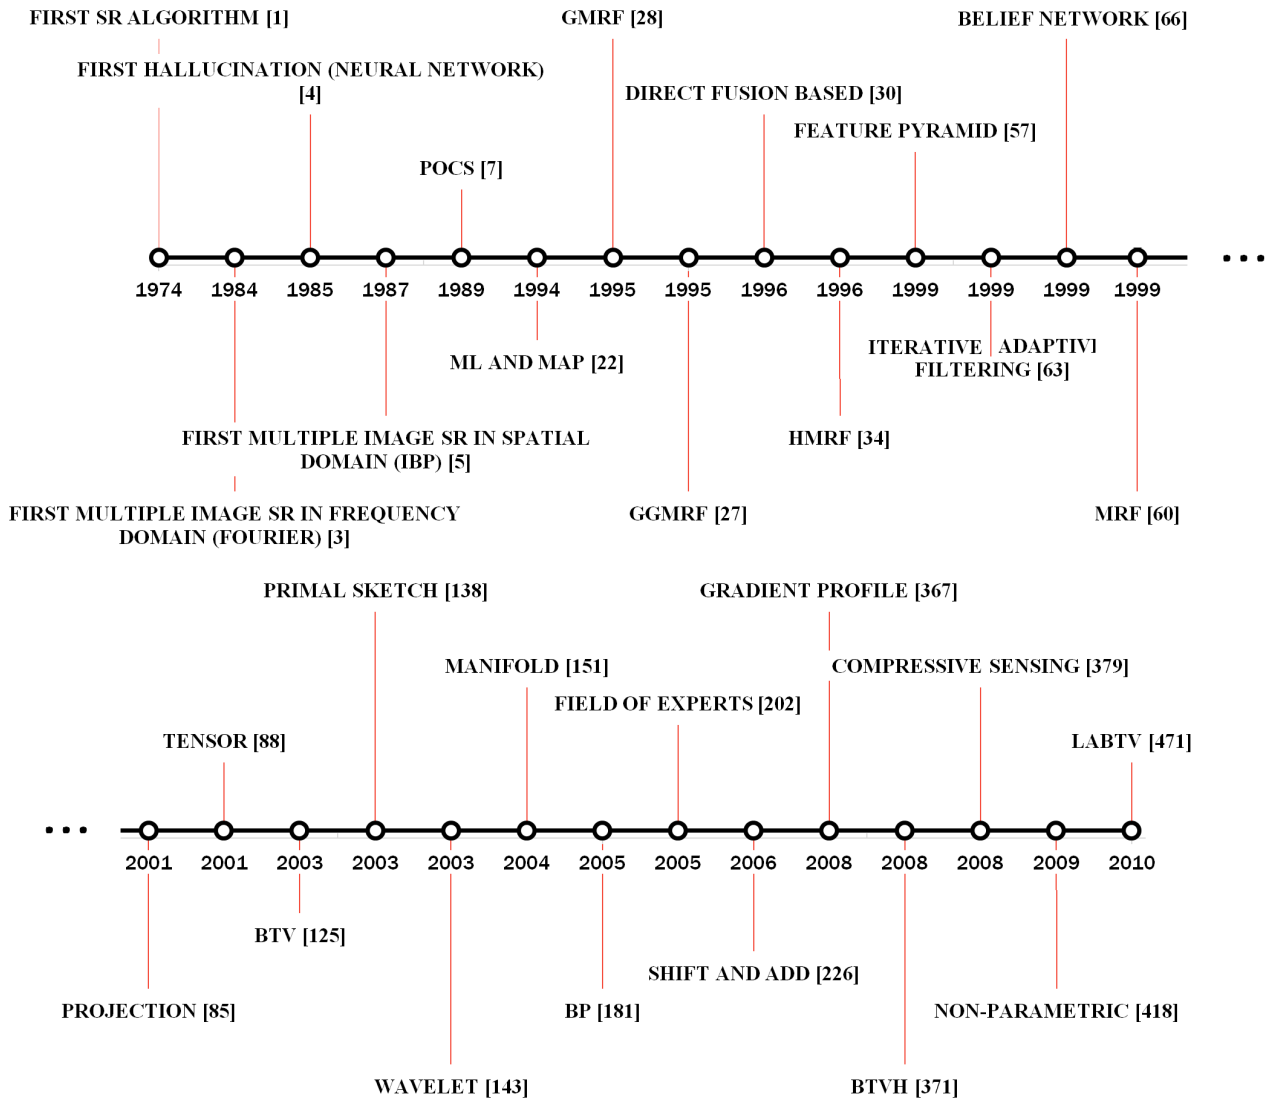 FIRST SR ALGORITHM [1]
GMRF [28]
BELIEF NETWORK [66]
FIRST HALLUCINATION (NEURAL NETWORK)
[4]
DIRECT FUSION BASED [30]
FEATURE PYRAMID [57]
POCS [7]
...
1974 1984 1985 1987 1989 1994 1995 1995 1996 1996 1999 1999 1999 1999
ML AND MAP [22]
ITERATIVE ADAPTIVI
FILTERING [63]
FIRST MULTIPLE IMAGE SR IN SPATIAL
DOMAIN (IBP) [5]
HMRF [34]
FIRST MULTIPLE IMAGE SR IN FREQUENCY
DOMAIN (FOURIER) [3]
GGMRF [27]
MRF [60]
PRIMAL SKETCH [138]
GRADIENT PROFILE [367]
MANIFOLD [151]
COMPRESSIVE SENSING [379]
FIELD OF EXPERTS [202]
TENSOR [88]
LABTV [471]
...
2001 2001 2003 2003 2003 2004 2005 2005 2006 2008 2008 2008 2009 2010
BTV [125]
SHIFT AND ADD [226]
PROJECTION [85]
BP [181]
NON-PARAMETRIC [418]
WAVELET [143]
BTVH [371]